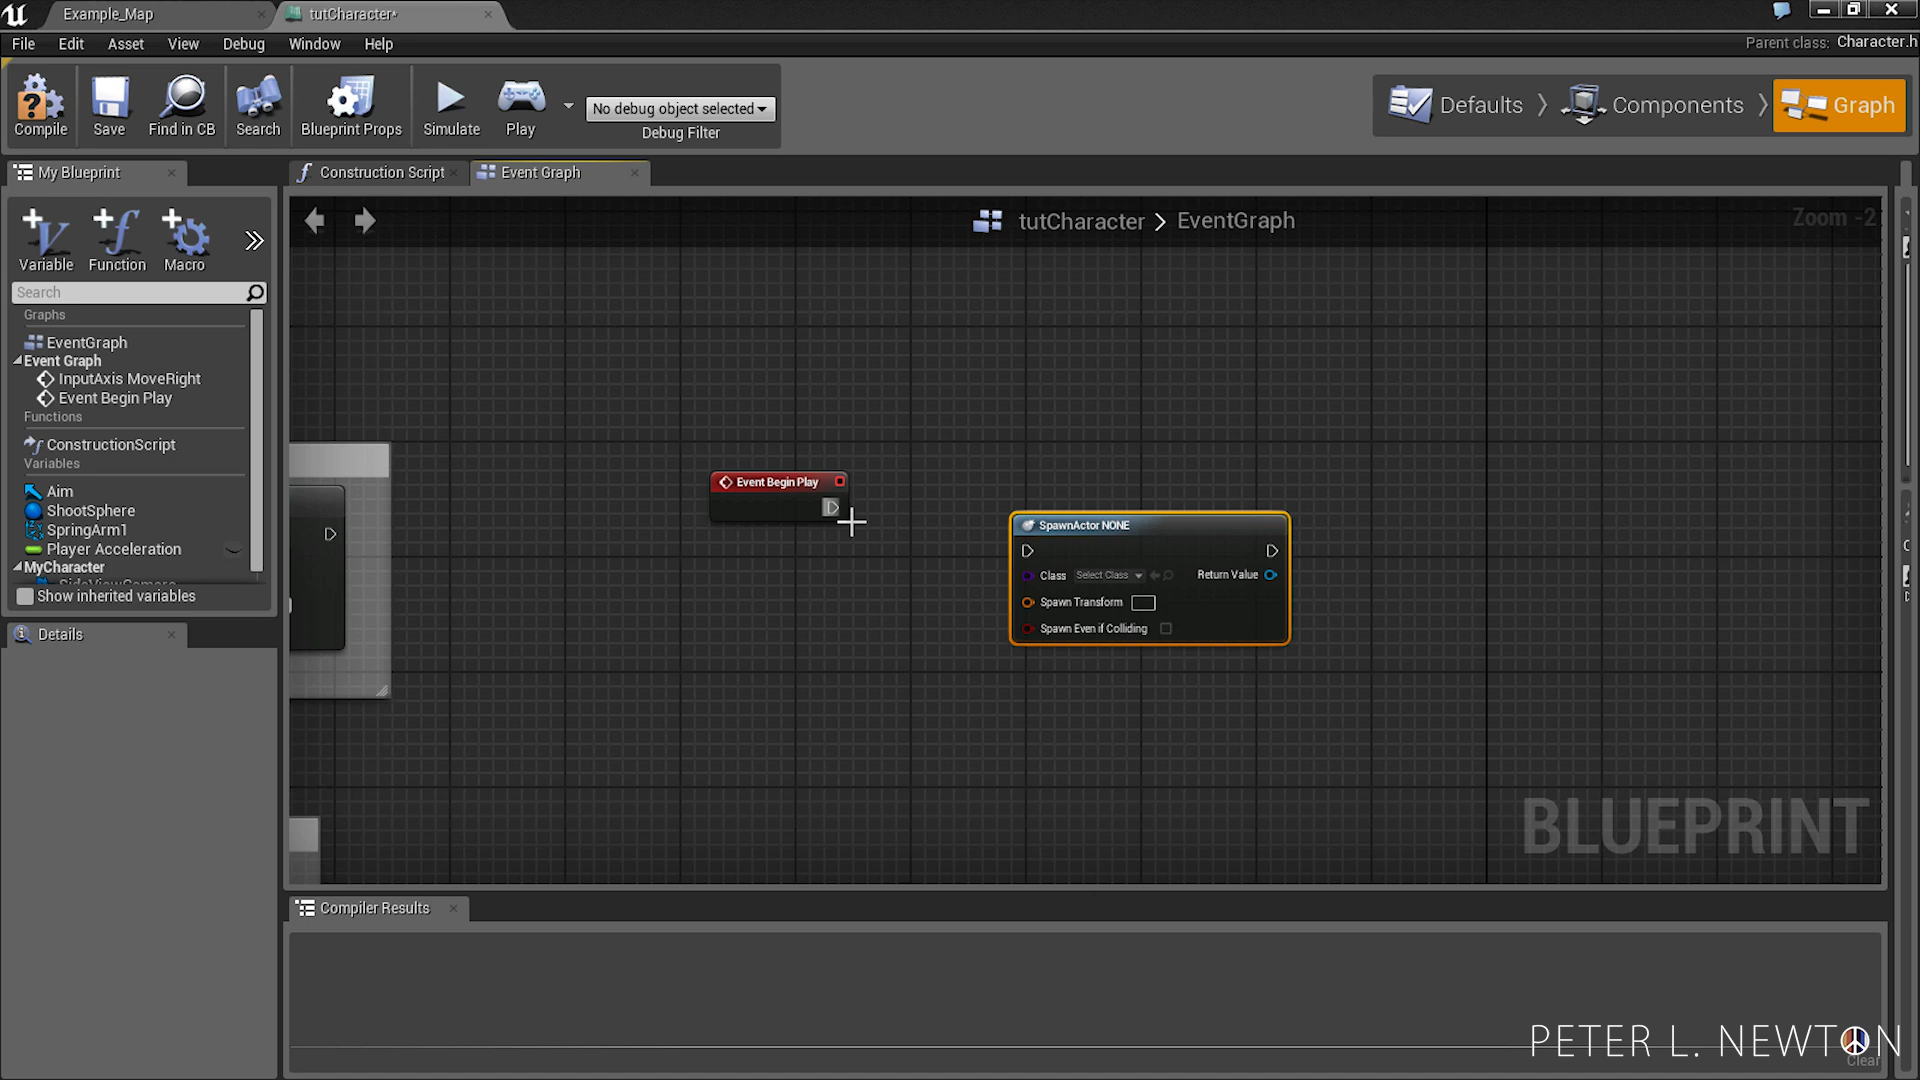 Example_Map
tutCharacter*
File Edit Asset View Debug Window Help
Parent class: Character.h
Compile Save Find in CB Search Blueprint Props Simulate Play
No debug object selected
Debug Filter
Defaults Components Graph
My Blueprint
Construction Script
Event Graph
Variable Function Macro
Search
Graphs
EventGraph
Event Graph
InputAxis MoveRight
Event Begin Play
Functions
ConstructionScript
Variables
Aim
ShootSphere
SpringArm1
Player Acceleration
MyCharacter
SideViewCamera
Show inherited variables
Details
tutCharacter > EventGraph
Zoom -2
Event Begin Play
SpawnActor NONE
Class Select Class Return Value
Spawn Transform
Spawn Even if Colliding
BLUEPRINT
Compiler Results
PETER L. NEWTON
Clear